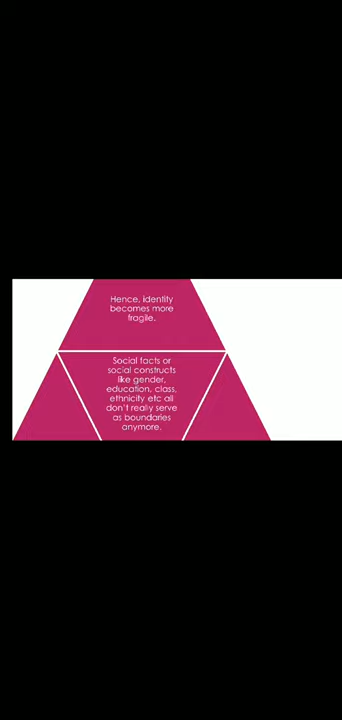 Hence, identity
becomes more
fragile.
Social facts or
social constructs
like gender,
education, class,
ethnicity etc all
don't really serve
as boundaries
anymore.